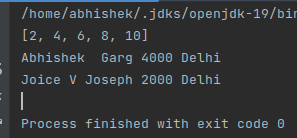 /home/abhishek/.jdks/openjdk-19/bin
[2, 4, 6, 8, 10]
Abhishek  Garg 4000 Delhi
Joice V Joseph 2000 Delhi
Process finished with exit code 0